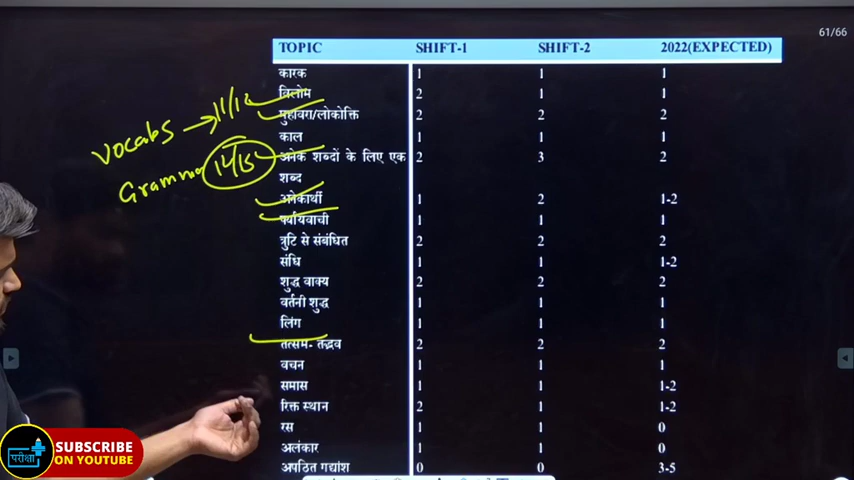 61/66
TOPIC SHIFT-1 SHIFT-2 2022(EXPECTED)
कारक 1 1 1
विलोम 2 1 1
मुहावरा/लोकोक्ति 2 2 2
काल 1 1 1
अनेक शब्दों के लिए एक 2 3 2
शब्द
अनेकार्थी 1 2 1-2
पर्यायवाची 1 1 1
त्रुटि से संबंधित 2 2 2
संधि 1 1 1-2
शुद्ध वाक्य 2 2 2
वर्तनी शुद्ध 1 1 1
लिंग 1 1 1
तत्सम- तद्भव 2 2 2
वचन 1 1 1
समास 1 1 1-2
रिक्त स्थान 2 1 1-2
रस 1 1 0
अलंकार 1 1 0
अपठित गद्यांश 0 0 3-5
vocabs → 11/12
Grammar 14/15
परीक्षा
SUBSCRIBE
ON YOUTUBE